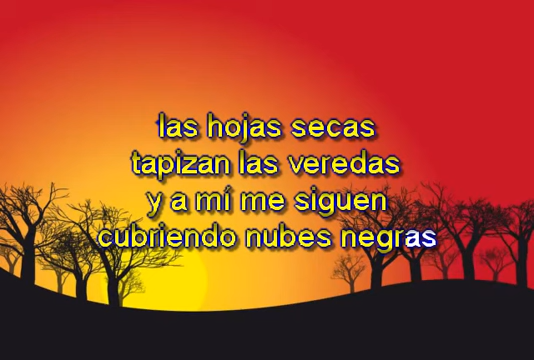 las hojas secas
tapizan las veredas
y a mí me siguen
cubriendo nubes negras